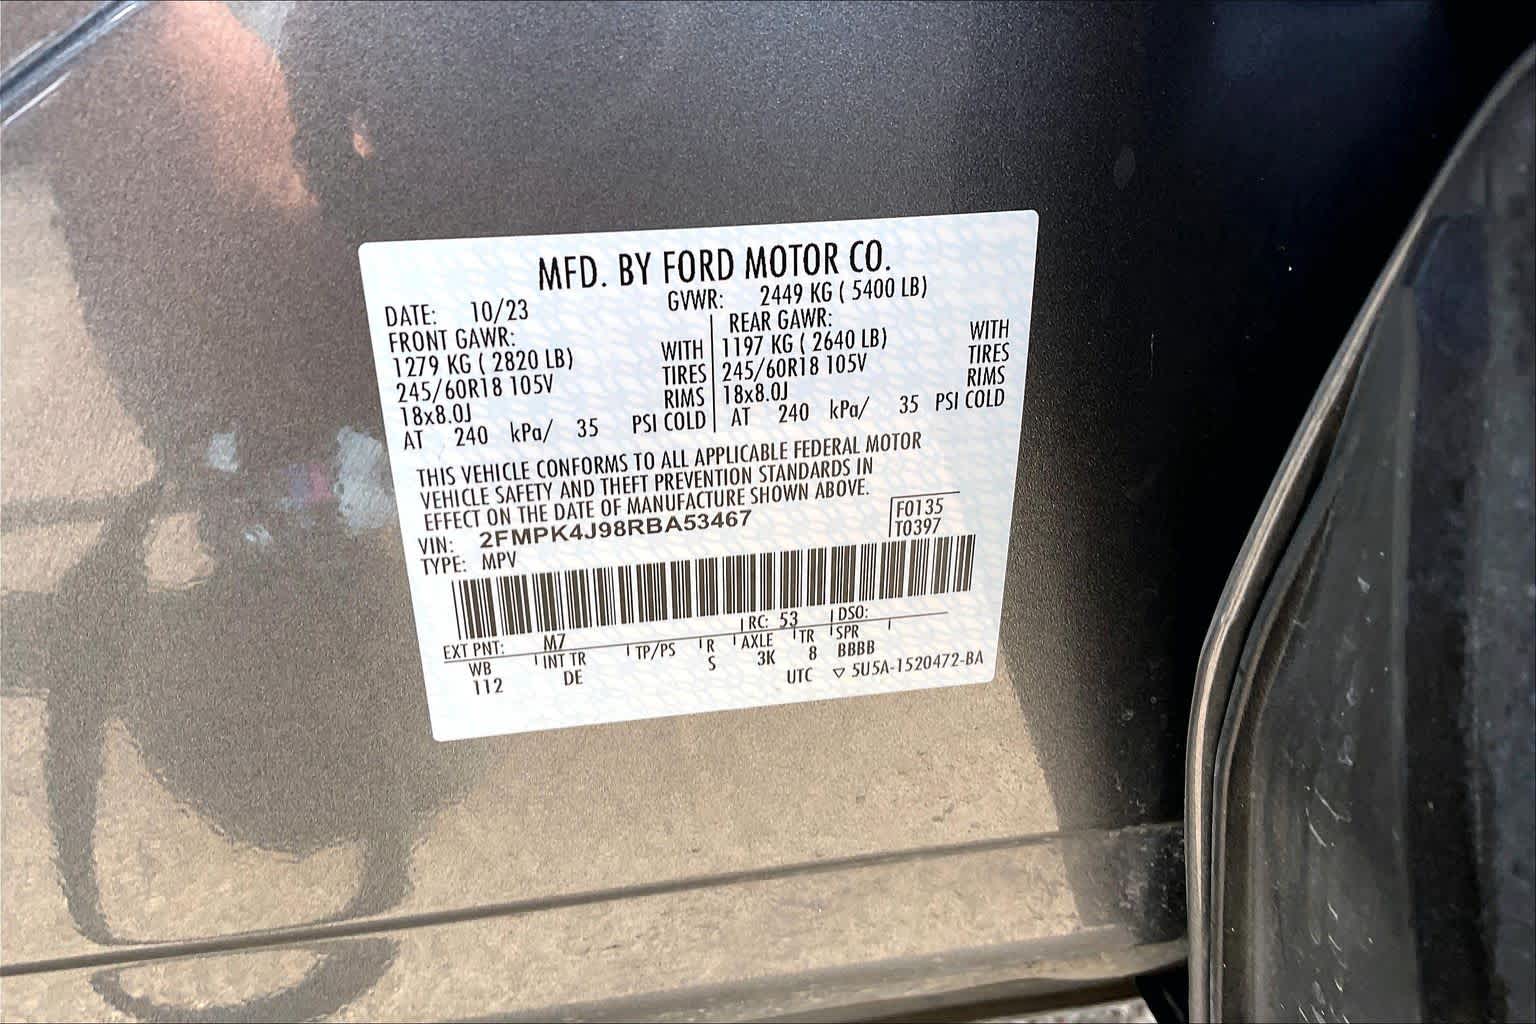 MFD. BY FORD MOTOR CO.
DATE: 10/23 GVWR: 2449 KG ( 5400 LB)
FRONT GAWR: REAR GAWR:
1279 KG ( 2820 LB) WITH 1197 KG ( 2640 LB) WITH
245/60R18 105V TIRES 245/60R18 105V TIRES
18x8.0J RIMS 18x8.0J RIMS
AT 240 kPa/ 35 PSI COLD AT 240 kPa/ 35 PSI COLD
THIS VEHICLE CONFORMS TO ALL APPLICABLE FEDERAL MOTOR
VEHICLE SAFETY AND THEFT PREVENTION STANDARDS IN
EFFECT ON THE DATE OF MANUFACTURE SHOWN ABOVE.
VIN: 2FMPK4J98RBA53467 F0135
TYPE: MPV T0397
EXT PNT: M7 RC: 53 DSO:
WB INT TR TP/PS R AXLE TR SPR
112 DE S 3K 8 BBBB
UTC ▽ 5U5A-1520472-BA